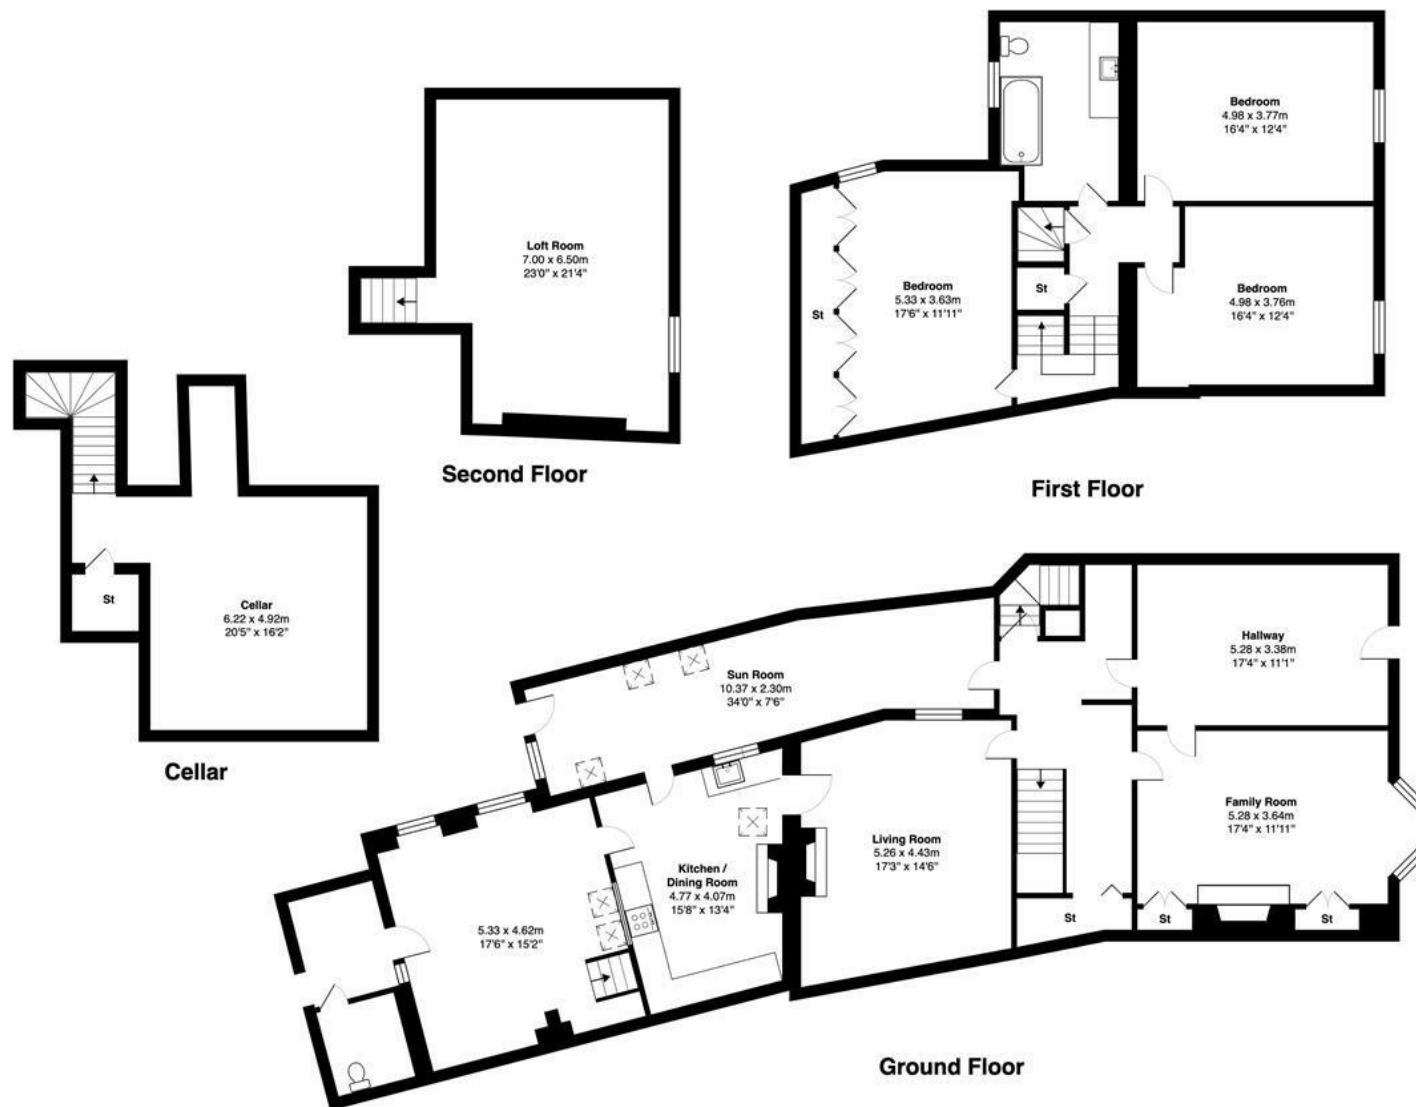 Bedroom
4.98 x 3.77m
16'4" x 12'4"
Loft Room
7.00 x 6.50m
23'0" x 21'4"
Bedroom
5.33 x 3.63m
17'6" x 11'11"
St
St
Bedroom
4.98 x 3.76m
16'4" x 12'4"
Second Floor
First Floor
St
Cellar
6.22 x 4.92m
20'5" x 16'2"
Cellar
Hallway
5.28 x 3.38m
17'4" x 11'1"
Sun Room
10.37 x 2.30m
34'0" x 7'6"
Family Room
5.28 x 3.64m
17'4" x 11'11"
Living Room
5.26 x 4.43m
17'3" x 14'6"
Kitchen /
Dining Room
4.77 x 4.07m
15'8" x 13'4"
5.33 x 4.62m
17'6" x 15'2"
St
St
St
Ground Floor